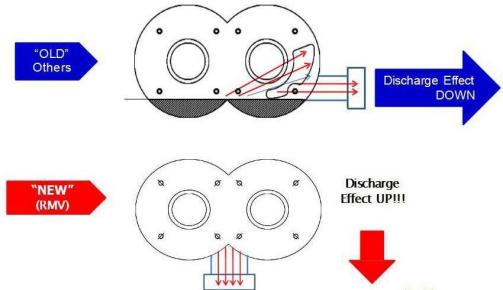 “OLD”
Others
Discharge Effect
DOWN
“NEW”
(RMV)
Discharge
Effect UP!!!